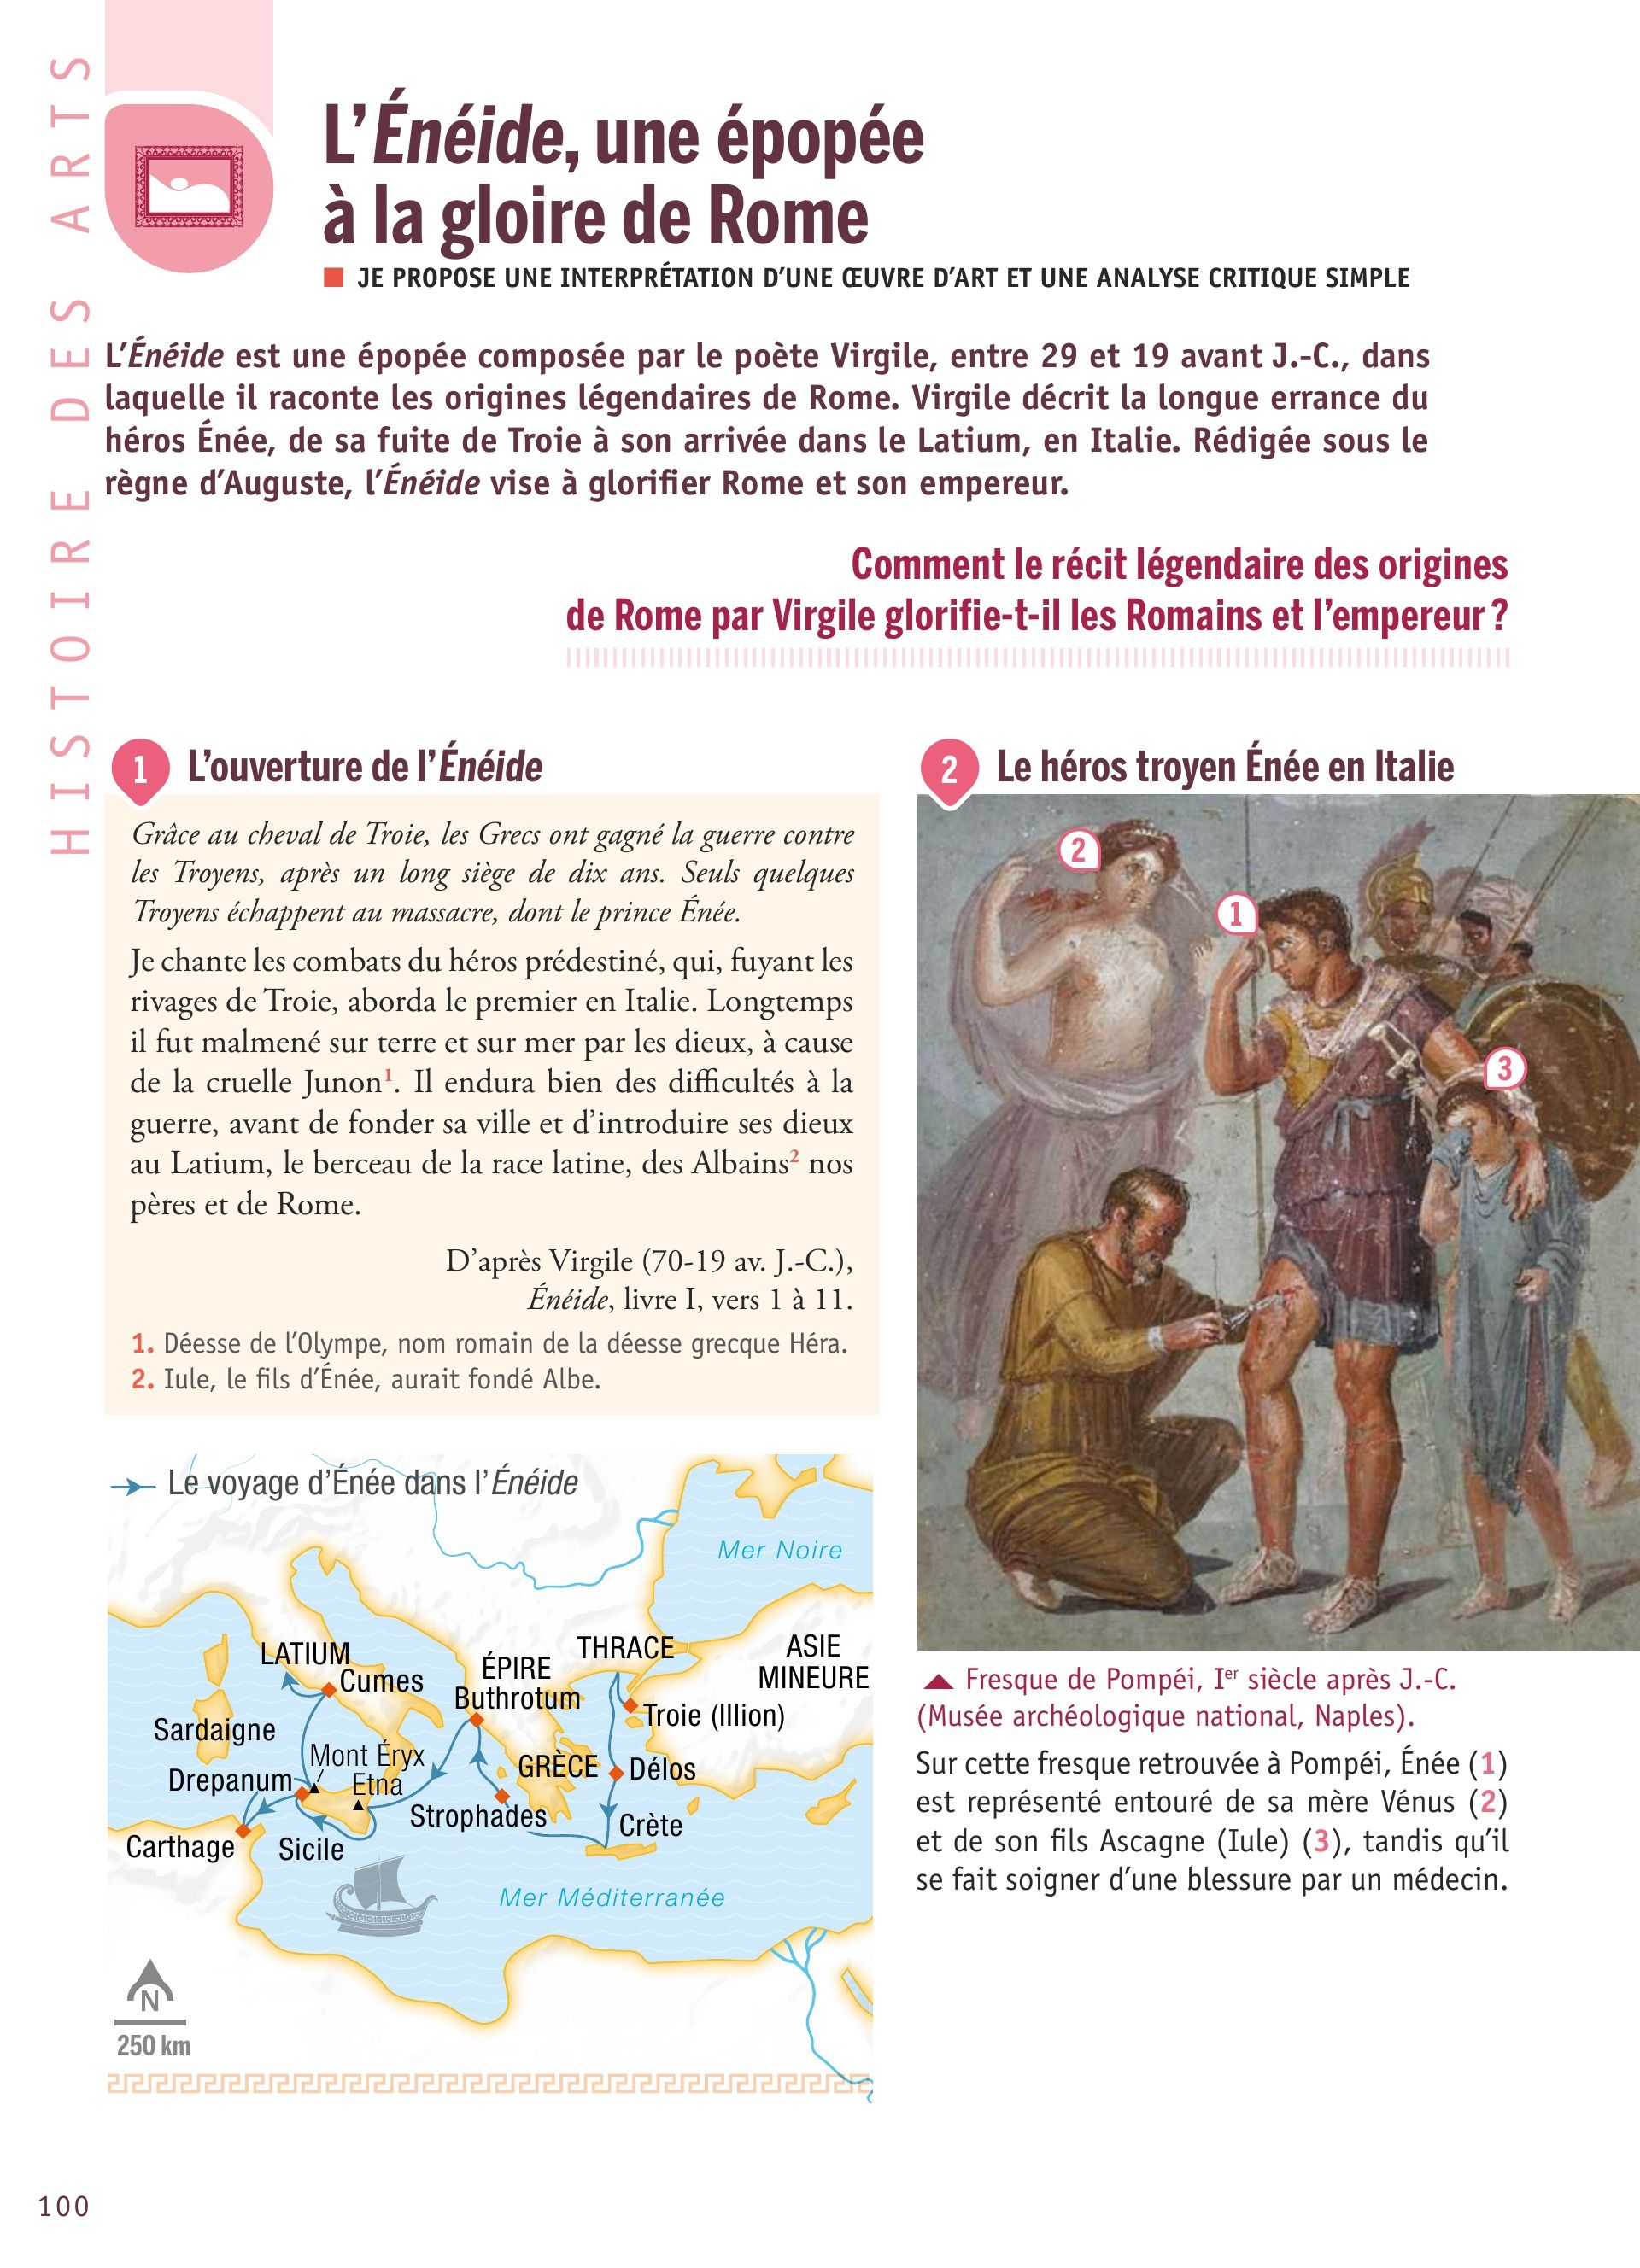 HISTOIRE DES ARTS
L'Énéide, une épopée
à la gloire de Rome
■ JE PROPOSE UNE INTERPRÉTATION D'UNE ŒUVRE D'ART ET UNE ANALYSE CRITIQUE SIMPLE
L'Énéide est une épopée composée par le poète Virgile, entre 29 et 19 avant J.-C., dans
laquelle il raconte les origines légendaires de Rome. Virgile décrit la longue errance du
héros Énée, de sa fuite de Troie à son arrivée dans le Latium, en Italie. Rédigée sous le
règne d'Auguste, l'Énéide vise à glorifier Rome et son empereur.
Comment le récit légendaire des origines
de Rome par Virgile glorifie-t-il les Romains et l'empereur ?
1 L'ouverture de l'Énéide
Grâce au cheval de Troie, les Grecs ont gagné la guerre contre
les Troyens, après un long siège de dix ans. Seuls quelques
Troyens échappent au massacre, dont le prince Énée.
Je chante les combats du héros prédestiné, qui, fuyant les
rivages de Troie, aborda le premier en Italie. Longtemps
il fut malmené sur terre et sur mer par les dieux, à cause
de la cruelle Junon1. Il endura bien des difficultés à la
guerre, avant de fonder sa ville et d'introduire ses dieux
au Latium, le berceau de la race latine, des Albains2 nos
pères et de Rome.
D'après Virgile (70-19 av. J.-C.),
Énéide, livre I, vers 1 à 11.
1. Déesse de l'Olympe, nom romain de la déesse grecque Héra.
2. Iule, le fils d'Énée, aurait fondé Albe.
Le voyage d'Énée dans l'Énéide
Mer Noire
LATIUM
Cumes
ÉPIRE
Buthrotum
THRACE
ASIE
MINEURE
Troie (Illion)
Sardaigne
Mont Éryx
Drepanum
Etna
GRÈCE
Délos
Strophades
Crète
Carthage
Sicile
Mer Méditerranée
N
250 km
2 Le héros troyen Énée en Italie
2
1
3
Fresque de Pompéi, Ier siècle après J.-C.
(Musée archéologique national, Naples).
Sur cette fresque retrouvée à Pompéi, Énée (1)
est représenté entouré de sa mère Vénus (2)
et de son fils Ascagne (Iule) (3), tandis qu'il
se fait soigner d'une blessure par un médecin.
100